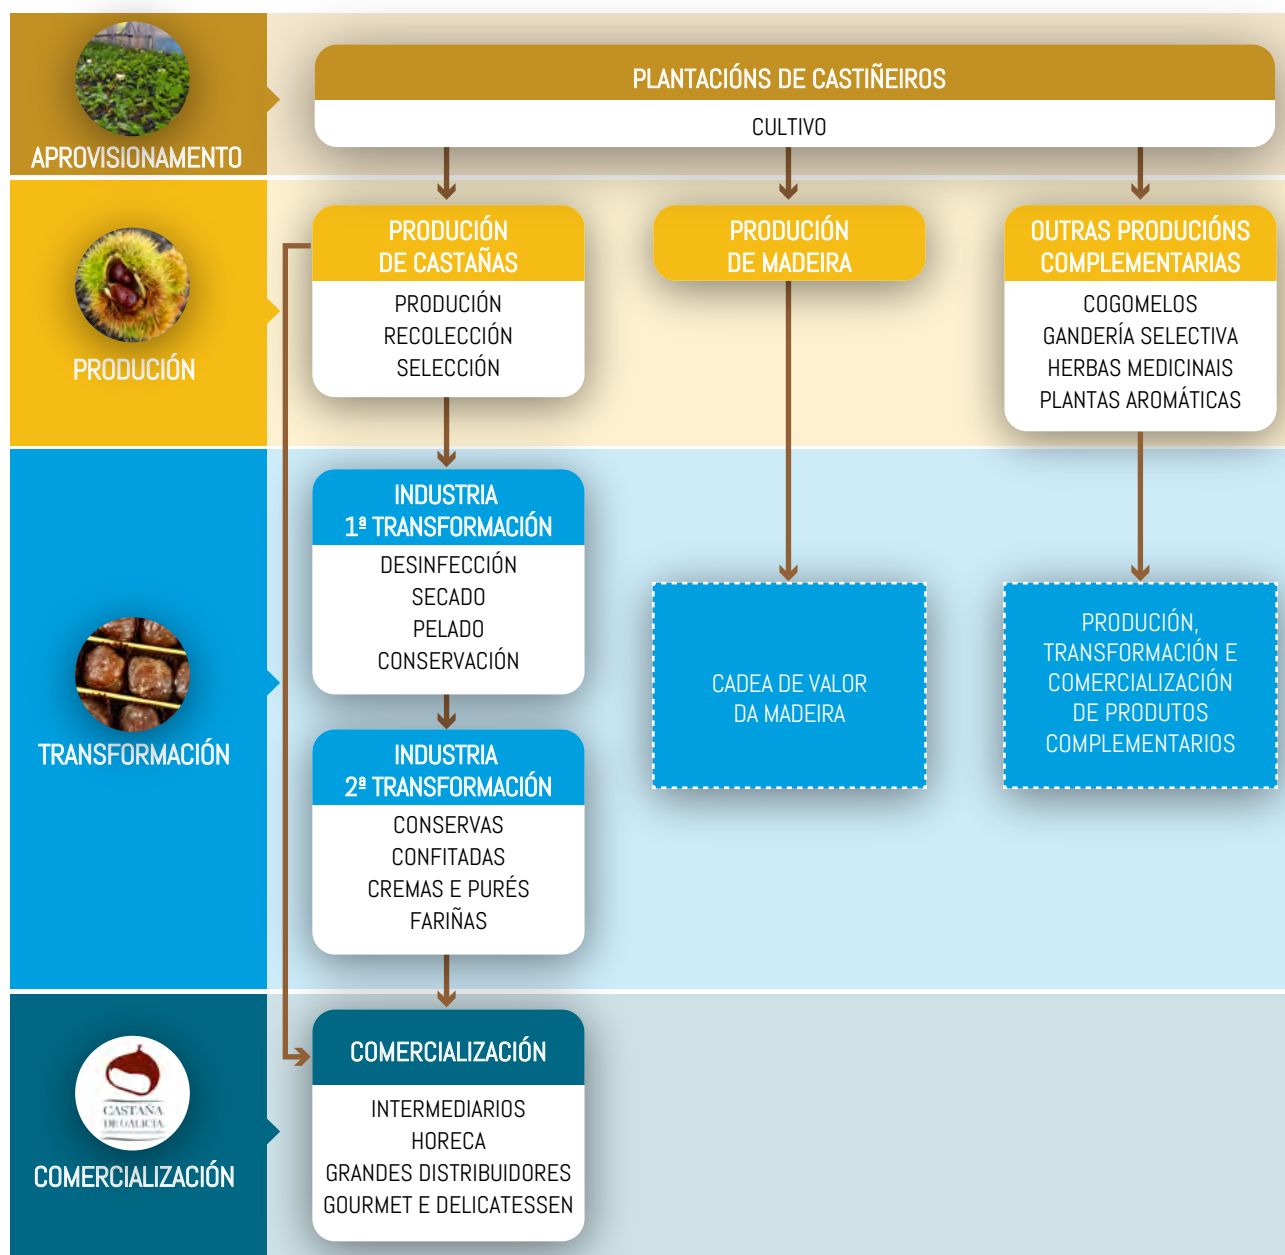 APROVISIONAMENTO
PLANTACIÓNS DE CASTIÑEIROS
CULTIVO
PRODUCIÓN
PRODUCIÓN
DE CASTAÑAS
PRODUCIÓN
RECOLECCIÓN
SELECCIÓN
PRODUCIÓN
DE MADEIRA
OUTRAS PRODUCIÓNS
COMPLEMENTARIAS
COGOMELOS
GANDERÍA SELECTIVA
HERBAS MEDICINAIS
PLANTAS AROMÁTICAS
TRANSFORMACIÓN
INDUSTRIA
1ª TRANSFORMACIÓN
DESINFECCIÓN
SECADO
PELADO
CONSERVACIÓN
INDUSTRIA
2ª TRANSFORMACIÓN
CONSERVAS
CONFITADAS
CREMAS E PURÉS
FARIÑAS
CADEA DE VALOR
DA MADEIRA
PRODUCIÓN,
TRANSFORMACIÓN E
COMERCIALIZACIÓN
DE PRODUTOS
COMPLEMENTARIOS
CASTAÑA
DE GALICIA
COMERCIALIZACIÓN
COMERCIALIZACIÓN
INTERMEDIARIOS
HORECA
GRANDES DISTRIBUIDORES
GOURMET E DELICATESSEN